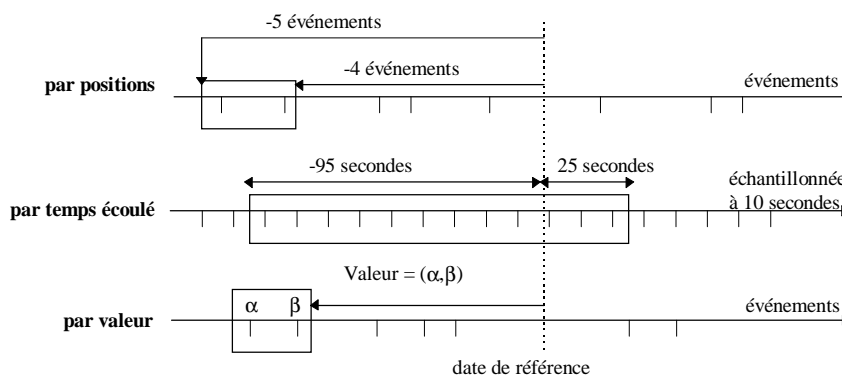 -5 événements
-4 événements
par positions
événements
-95 secondes
25 secondes
échantillonnée
à 10 secondes
par temps écoulé
Valeur = (α,β)
α
β
événements
par valeur
date de référence